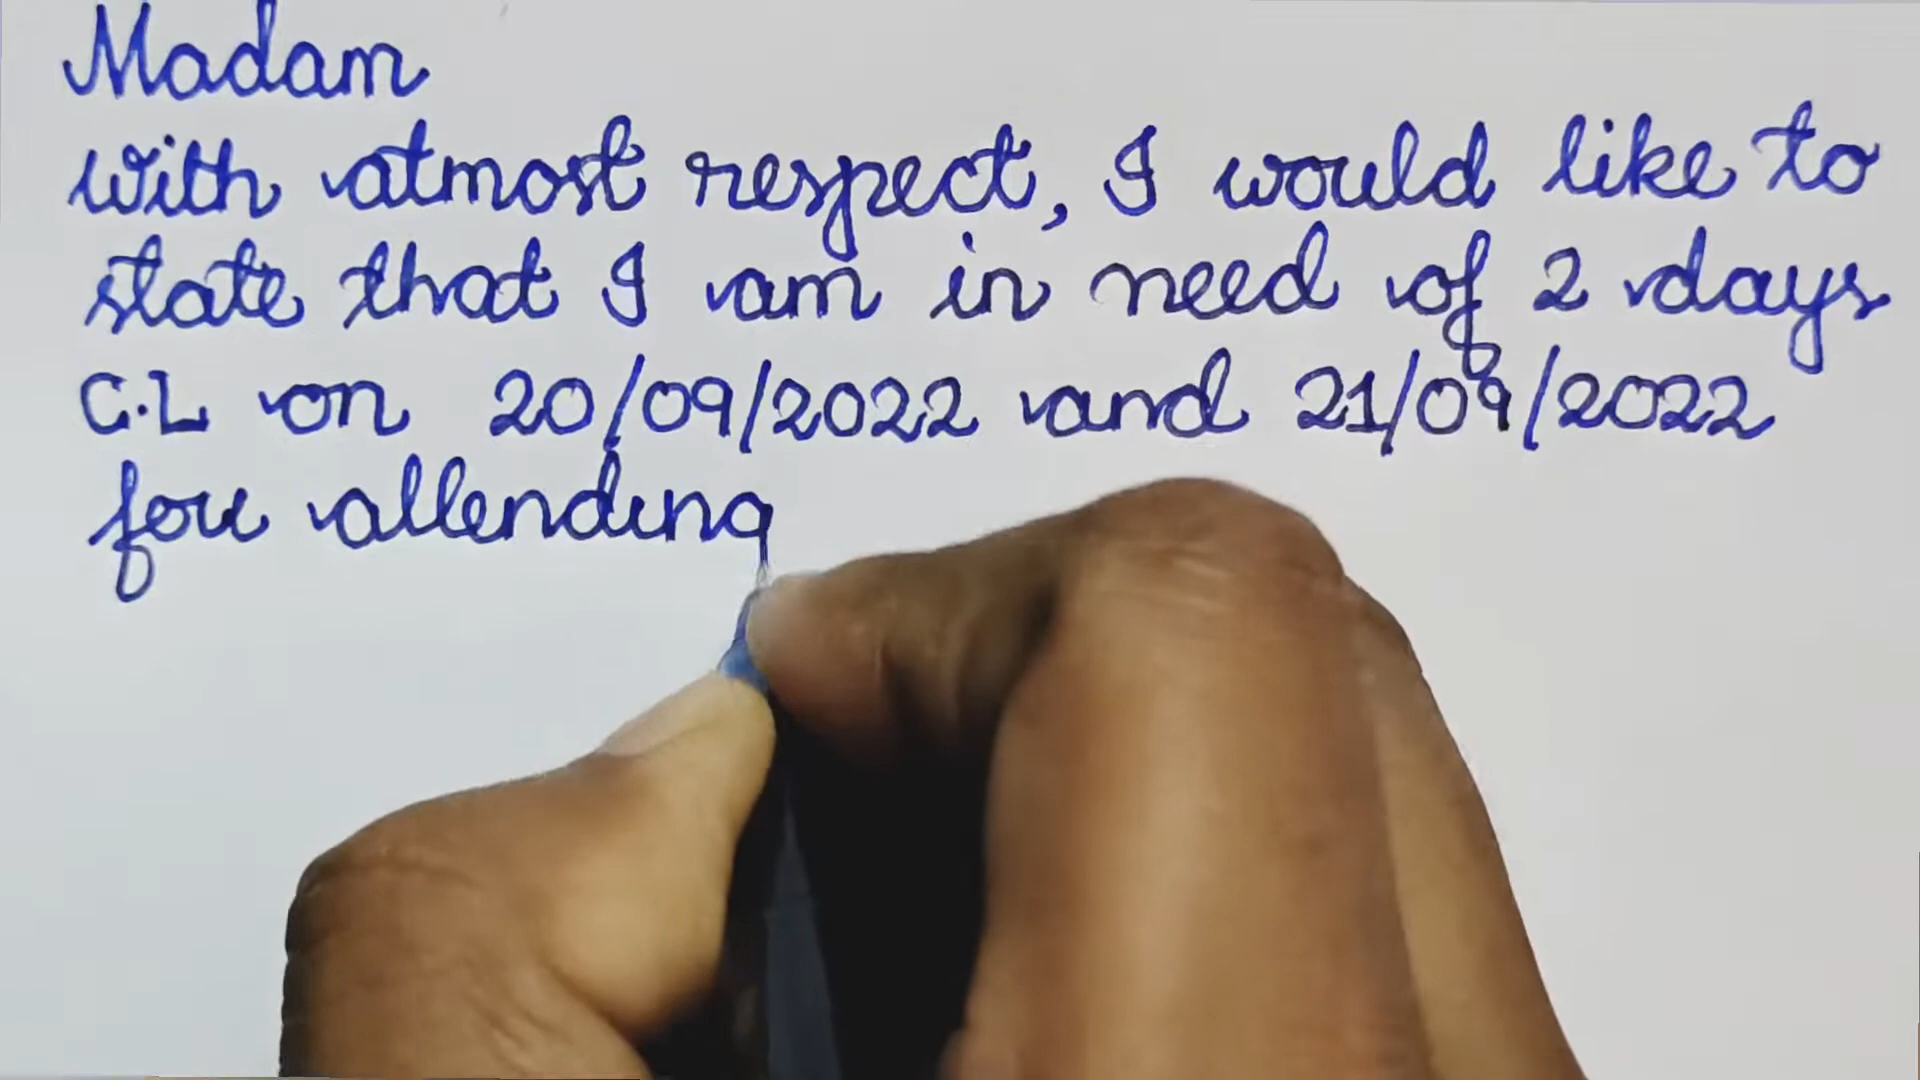 Madam
with atmost respect, I would like to
state that I am in need of 2 days
C.L on 20/09/2022 and 21/09/2022
for attending